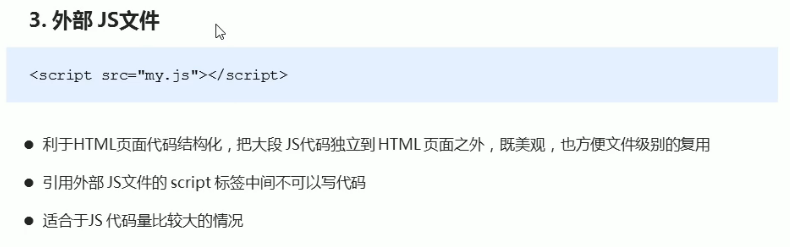 3. 外部 JS文件
<script src="my.js"></script>
● 利于HTML页面代码结构化，把大段 JS代码独立到 HTML 页面之外，既美观，也方便文件级别的复用
● 引用外部 JS文件的 script 标签中间不可以写代码
● 适合于JS 代码量比较大的情况